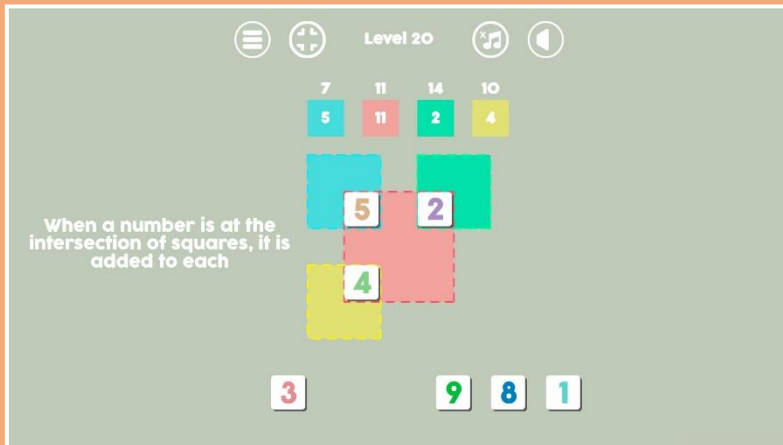 Level 20
7 11 14 10
5 11 2 4
5 2
When a number is at the
intersection of squares, it is
added to each
4
3 9 8 1